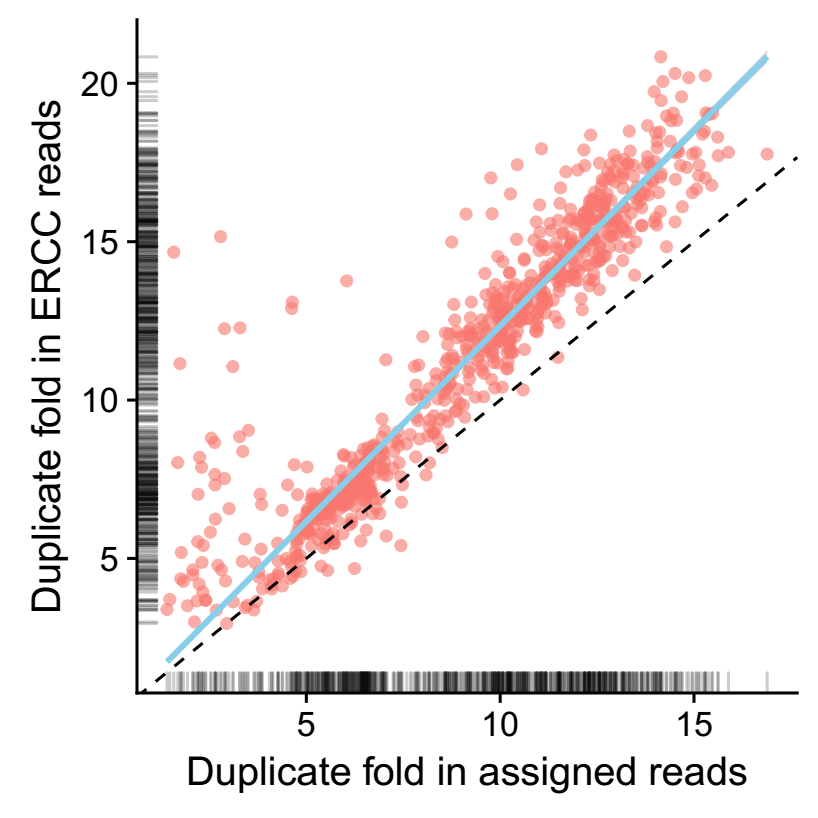 Duplicate fold in ERCC reads
20
15
10
5
5 10 15
Duplicate fold in assigned reads